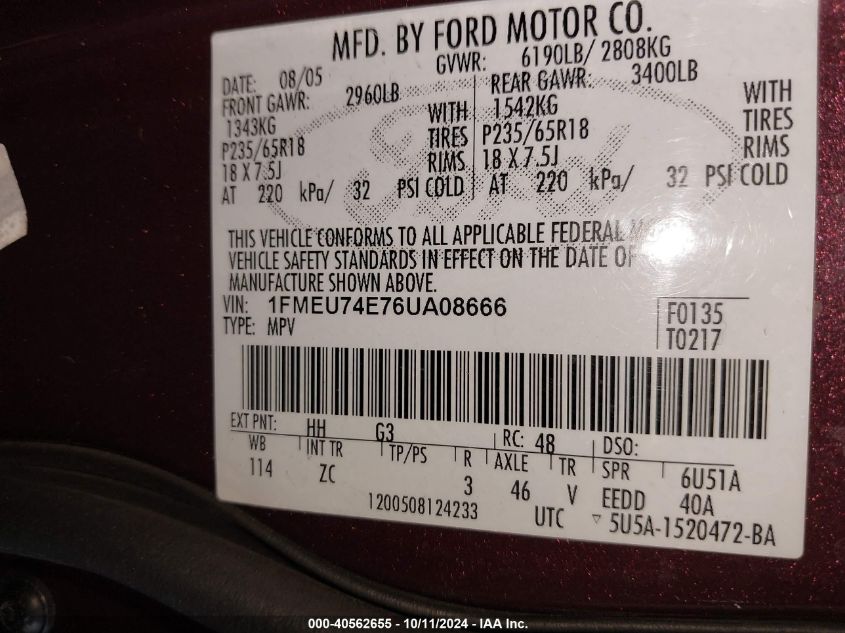 MFD. BY FORD MOTOR CO.
DATE: 08/05 GVWR: 6190LB/ 2808KG
FRONT GAWR: 2960LB REAR GAWR: 3400LB
1343KG WITH 1542KG WITH
P235/65R18 TIRES P235/65R18 TIRES
18 X 7.5J RIMS 18 X 7.5J RIMS
AT 220 kPa/ 32 PSI COLD AT 220 kPa/ 32 PSI COLD
THIS VEHICLE CONFORMS TO ALL APPLICABLE FEDERAL
VEHICLE SAFETY STANDARDS IN EFFECT ON THE DATE OF
MANUFACTURE SHOWN ABOVE.
VIN: 1FMEU74E76UA08666 F0135
TYPE: MPV T0217
EXT PNT: HH G3 RC: 48 DSO:
WB INT TR TP/PS R AXLE TR SPR 6U51A
114 ZC 3 46 V EEDD 40A
1200508124233 UTC ▽ 5U5A-1520472-BA
000-40562655 - 10/11/2024 - IAA Inc.